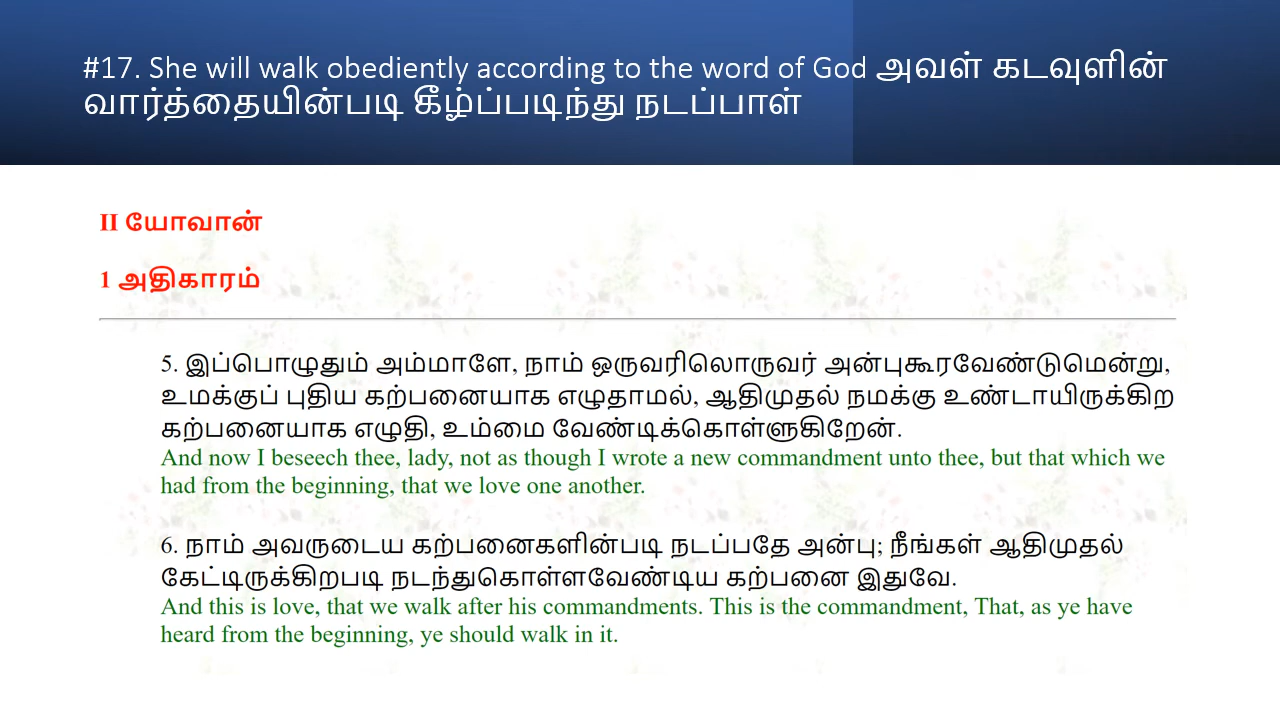 #17. She will walk obediently according to the word of God அவள் கடவுளின்
வார்த்தையின்படி கீழ்ப்படிந்து நடப்பாள்
II யோவான்
1 அதிகாரம்
5. இப்பொழுதும் அம்மாளே, நாம் ஒருவரிலொருவர் அன்புகூரவேண்டுமென்று,
உமக்குப் புதிய கற்பனையாக எழுதாமல், ஆதிமுதல் நமக்கு உண்டாயிருக்கிற
கற்பனையாக எழுதி, உம்மை வேண்டிக்கொள்ளுகிறேன்.
And now I beseech thee, lady, not as though I wrote a new commandment unto thee, but that which we
had from the beginning, that we love one another.
6. நாம் அவருடைய கற்பனைகளின்படி நடப்பதே அன்பு; நீங்கள் ஆதிமுதல்
கேட்டிருக்கிறபடி நடந்துகொள்ளவேண்டிய கற்பனை இதுவே.
And this is love, that we walk after his commandments. This is the commandment, That, as ye have
heard from the beginning, ye should walk in it.